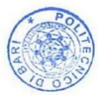 * POLITECNICO DI BARI